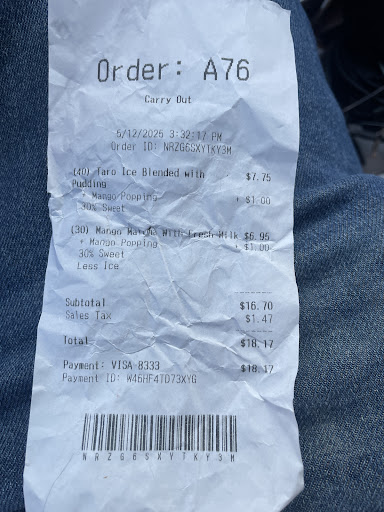 Order: A76
Carry Out
5/12/2025 3:32:17 PM
Order ID: NRZG6SXYTKY3M
(40) Taro Ice Blended with $7.75
Pudding
+ Mango Popping + $1.00
30% Sweet
(30) Mango with Fresh Milk $6.95
+ Mango Popping + $1.00
30% Sweet
Less Ice
Subtotal $16.70
Sales Tax $1.47
Total $18.17
Payment: VISA-8333 $18.17
Payment ID: W46HF4TD73XYG
NRZG6SXYTKY3M